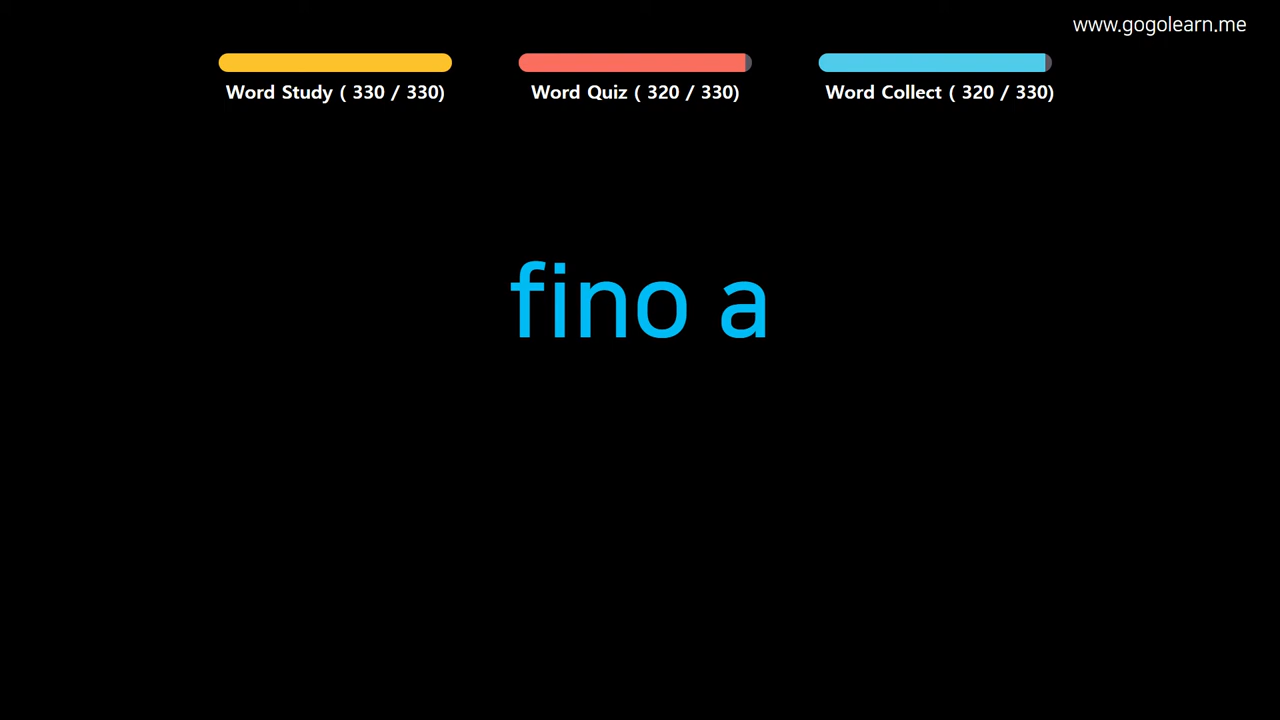 www.gogolearn.me
Word Study ( 330 / 330)
Word Quiz ( 320 / 330)
Word Collect ( 320 / 330)
fino a